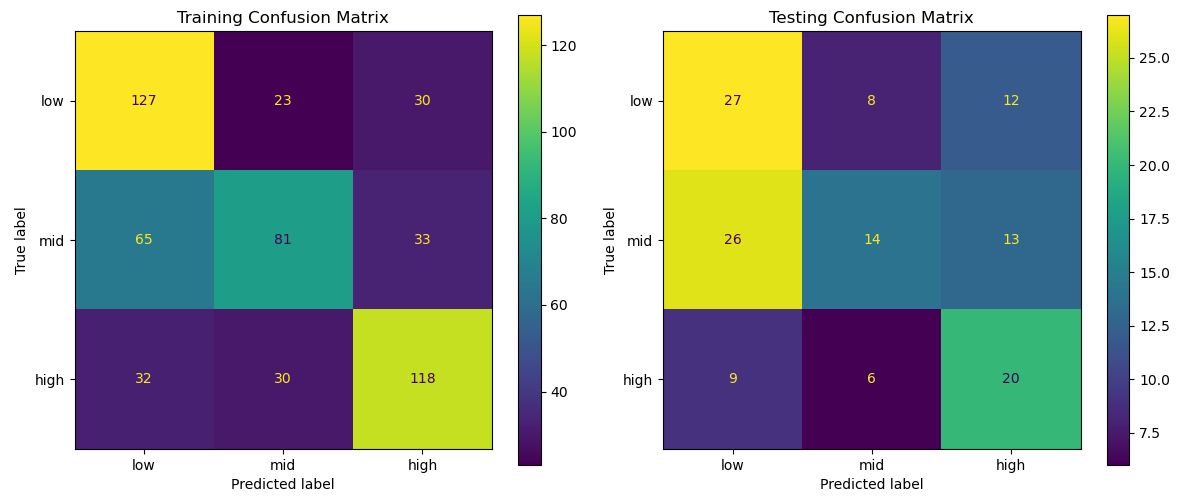 Training Confusion Matrix
low 127 23 30
mid 65 81 33
high 32 30 118
low mid high
Predicted label
True label
120
100
80
60
40
Testing Confusion Matrix
low 27 8 12
mid 26 14 13
high 9 6 20
low mid high
Predicted label
True label
25.0
22.5
20.0
17.5
15.0
12.5
10.0
7.5